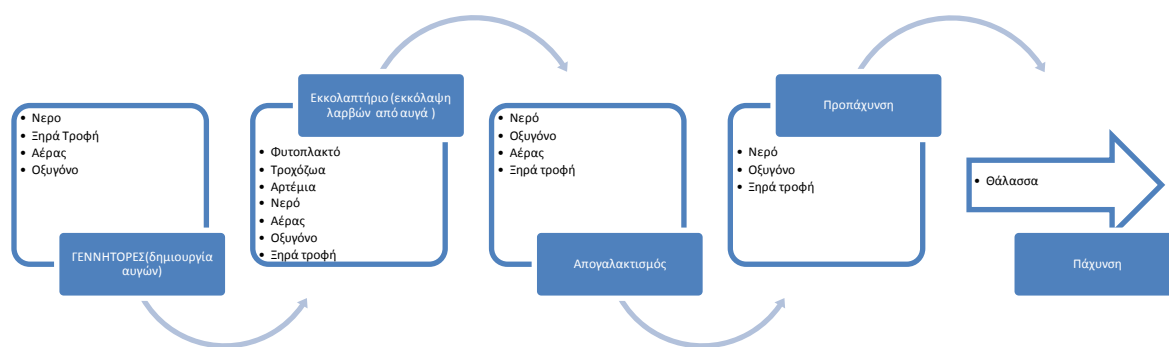 • Νερο
• Ξηρά Τροφή
• Αέρας
• Οξυγόνο
ΓΕΝΝΗΤΟΡΕΣ(δημιουργία
αυγών)
Εκκολαπτήριο (εκκόλαψη
λαρβών από αυγά )
• Φυτοπλακτό
• Τροχόζωα
• Αρτέμια
• Νερό
• Αέρας
• Οξυγόνο
• Ξηρά τροφή
• Νερό
• Οξυγόνο
• Αέρας
• Ξηρά τροφή
Απογαλακτισμός
Προπάχυνση
• Νερό
• Οξυγόνο
• Ξηρά τροφή
• Θάλασσα
Πάχυνση